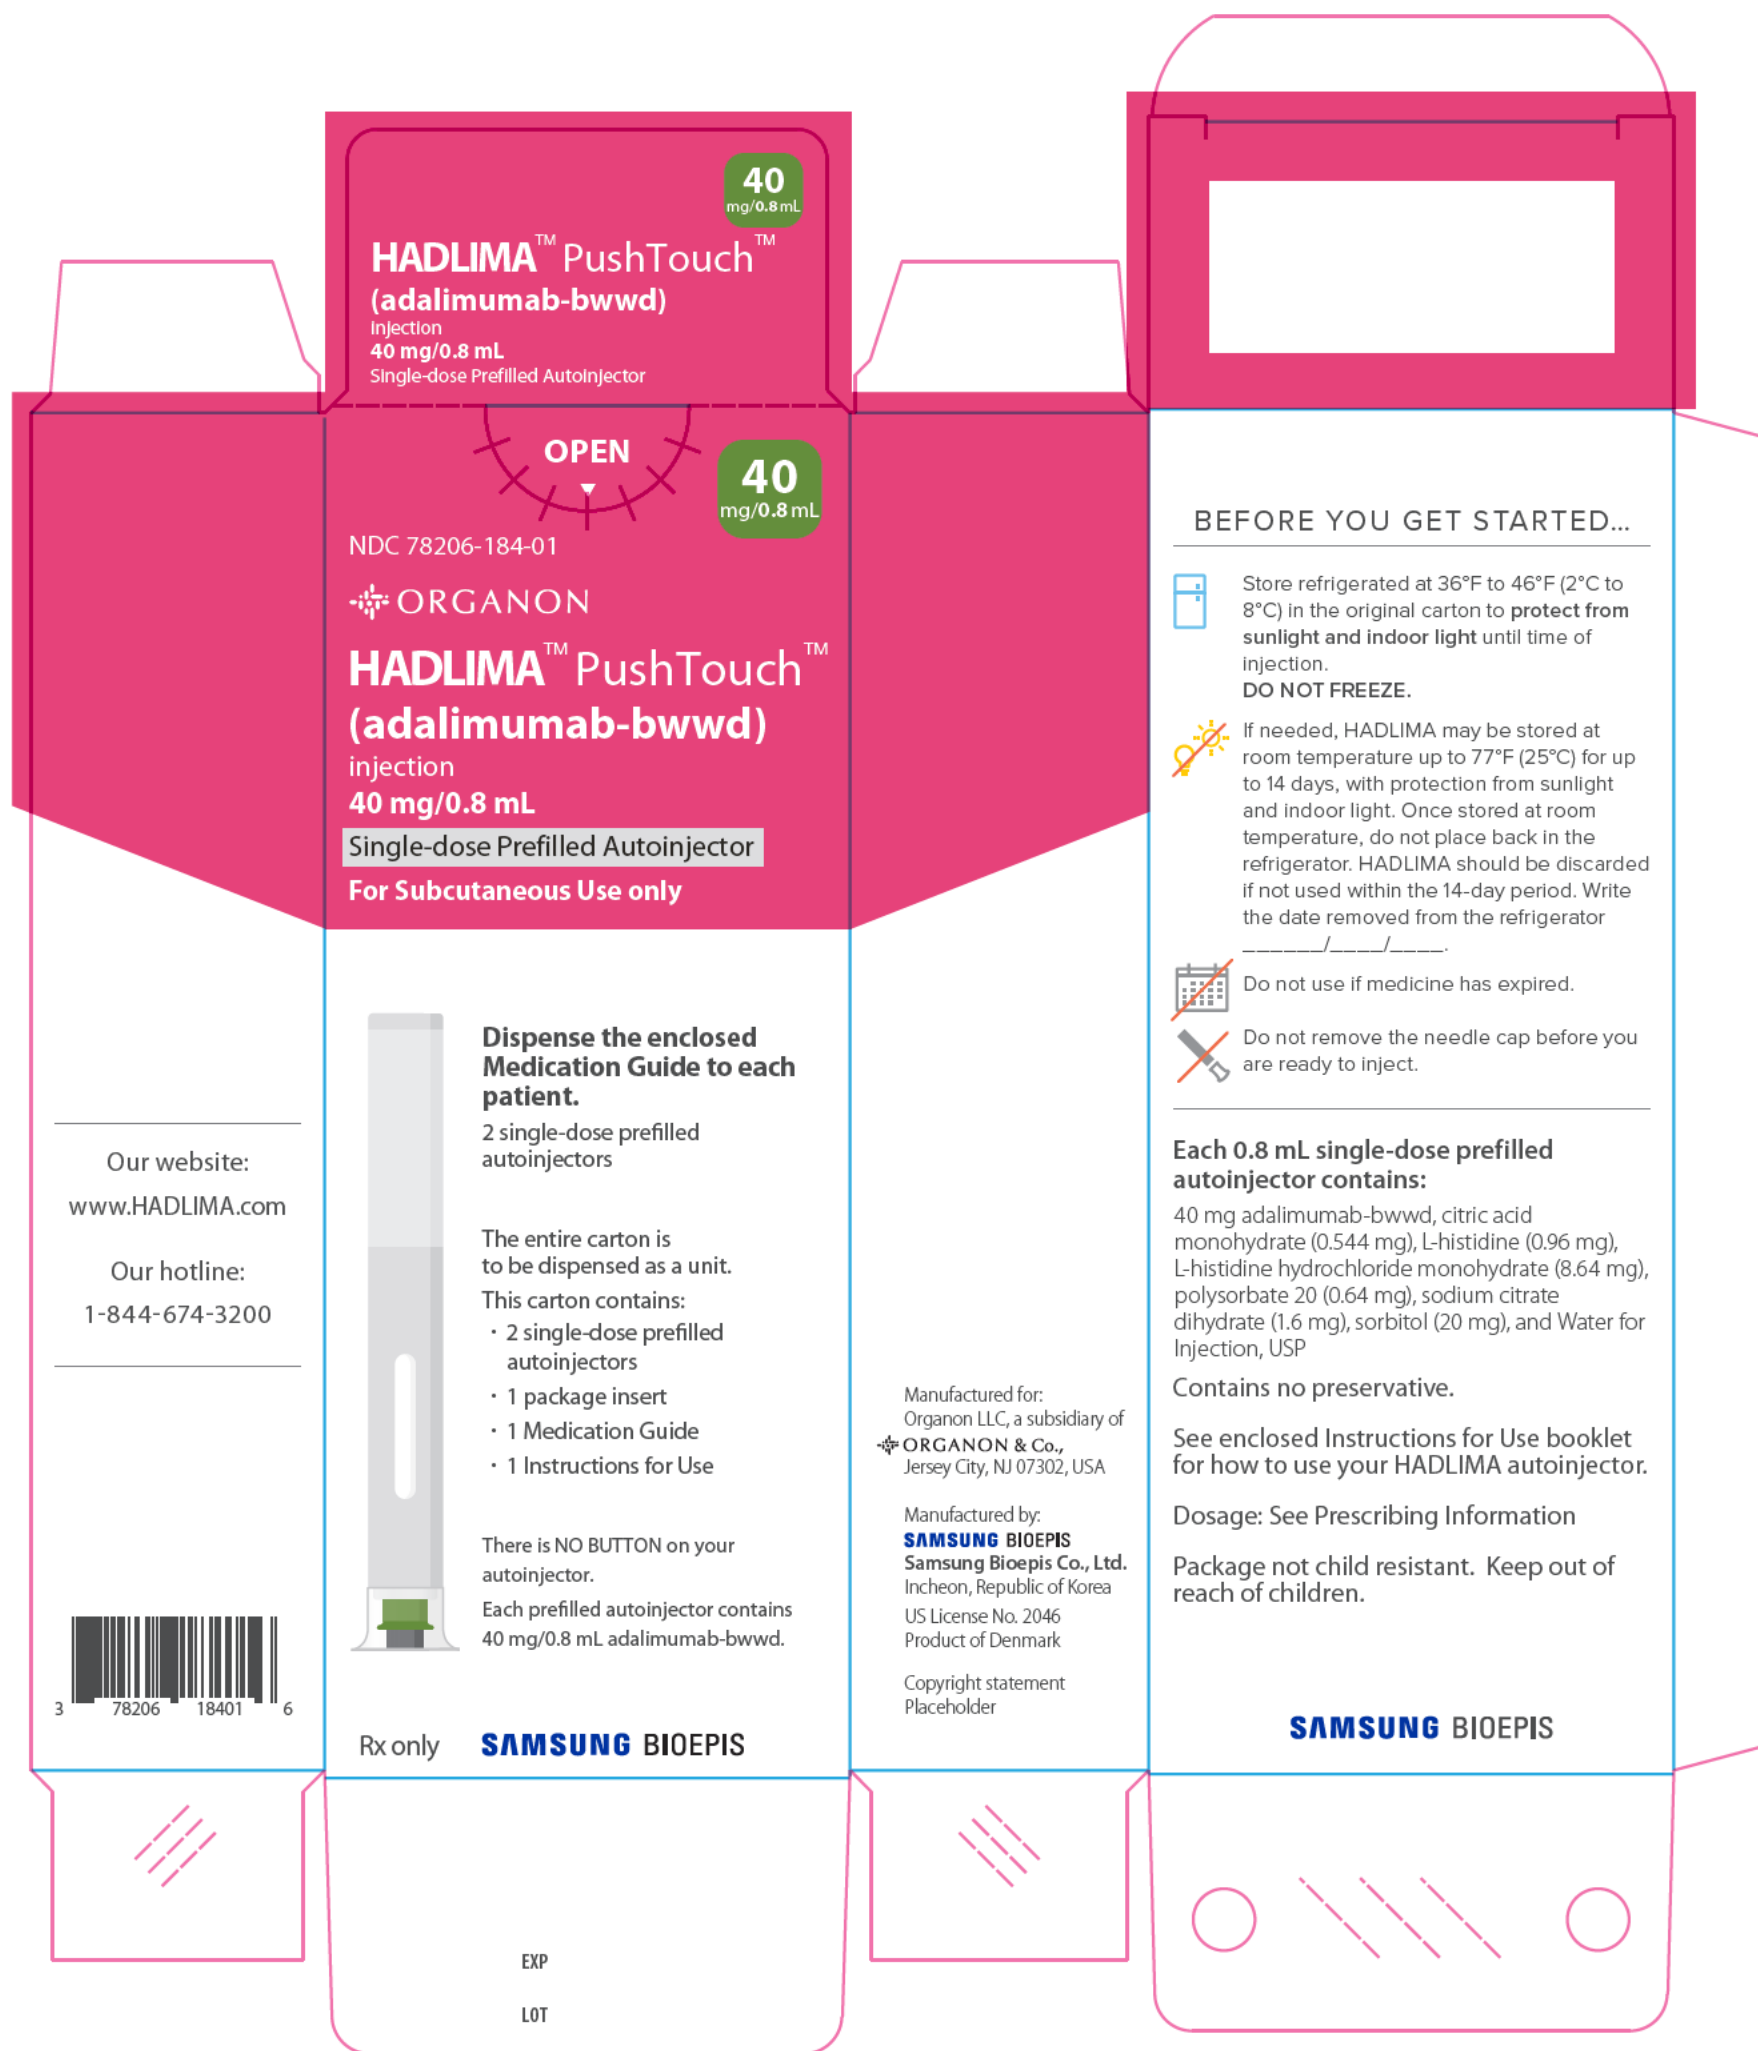 40
mg/0.8 mL
HADLIMA™ PushTouch™
(adalimumab-bwwd)
injection
40 mg/0.8 mL
Single-dose Prefilled Autoinjector
OPEN
40
mg/0.8 mL
NDC 78206-184-01
ORGANON
HADLIMA™ PushTouch™
(adalimumab-bwwd)
injection
40 mg/0.8 mL
Single-dose Prefilled Autoinjector
For Subcutaneous Use only
Dispense the enclosed
Medication Guide to each
patient.
2 single-dose prefilled
autoinjectors
The entire carton is
to be dispensed as a unit.
This carton contains:
· 2 single-dose prefilled
autoinjectors
· 1 package insert
· 1 Medication Guide
· 1 Instructions for Use
There is NO BUTTON on your
autoinjector.
Each prefilled autoinjector contains
40 mg/0.8 mL adalimumab-bwwd.
Rx only
SAMSUNG BIOEPIS
EXP
LOT
Our website:
www.HADLIMA.com
Our hotline:
1-844-674-3200
3 78206 18401 6
Manufactured for:
Organon LLC, a subsidiary of
ORGANON & Co.,
Jersey City, NJ 07302, USA
Manufactured by:
SAMSUNG BIOEPIS
Samsung Bioepis Co., Ltd.
Incheon, Republic of Korea
US License No. 2046
Product of Denmark
Copyright statement
Placeholder
BEFORE YOU GET STARTED...
Store refrigerated at 36°F to 46°F (2°C to
8°C) in the original carton to protect from
sunlight and indoor light until time of
injection.
DO NOT FREEZE.
If needed, HADLIMA may be stored at
room temperature up to 77°F (25°C) for up
to 14 days, with protection from sunlight
and indoor light. Once stored at room
temperature, do not place back in the
refrigerator. HADLIMA should be discarded
if not used within the 14-day period. Write
the date removed from the refrigerator
______/____/____.
Do not use if medicine has expired.
Do not remove the needle cap before you
are ready to inject.
Each 0.8 mL single-dose prefilled
autoinjector contains:
40 mg adalimumab-bwwd, citric acid
monohydrate (0.544 mg), L-histidine (0.96 mg),
L-histidine hydrochloride monohydrate (8.64 mg),
polysorbate 20 (0.64 mg), sodium citrate
dihydrate (1.6 mg), sorbitol (20 mg), and Water for
Injection, USP
Contains no preservative.
See enclosed Instructions for Use booklet
for how to use your HADLIMA autoinjector.
Dosage: See Prescribing Information
Package not child resistant. Keep out of
reach of children.
SAMSUNG BIOEPIS